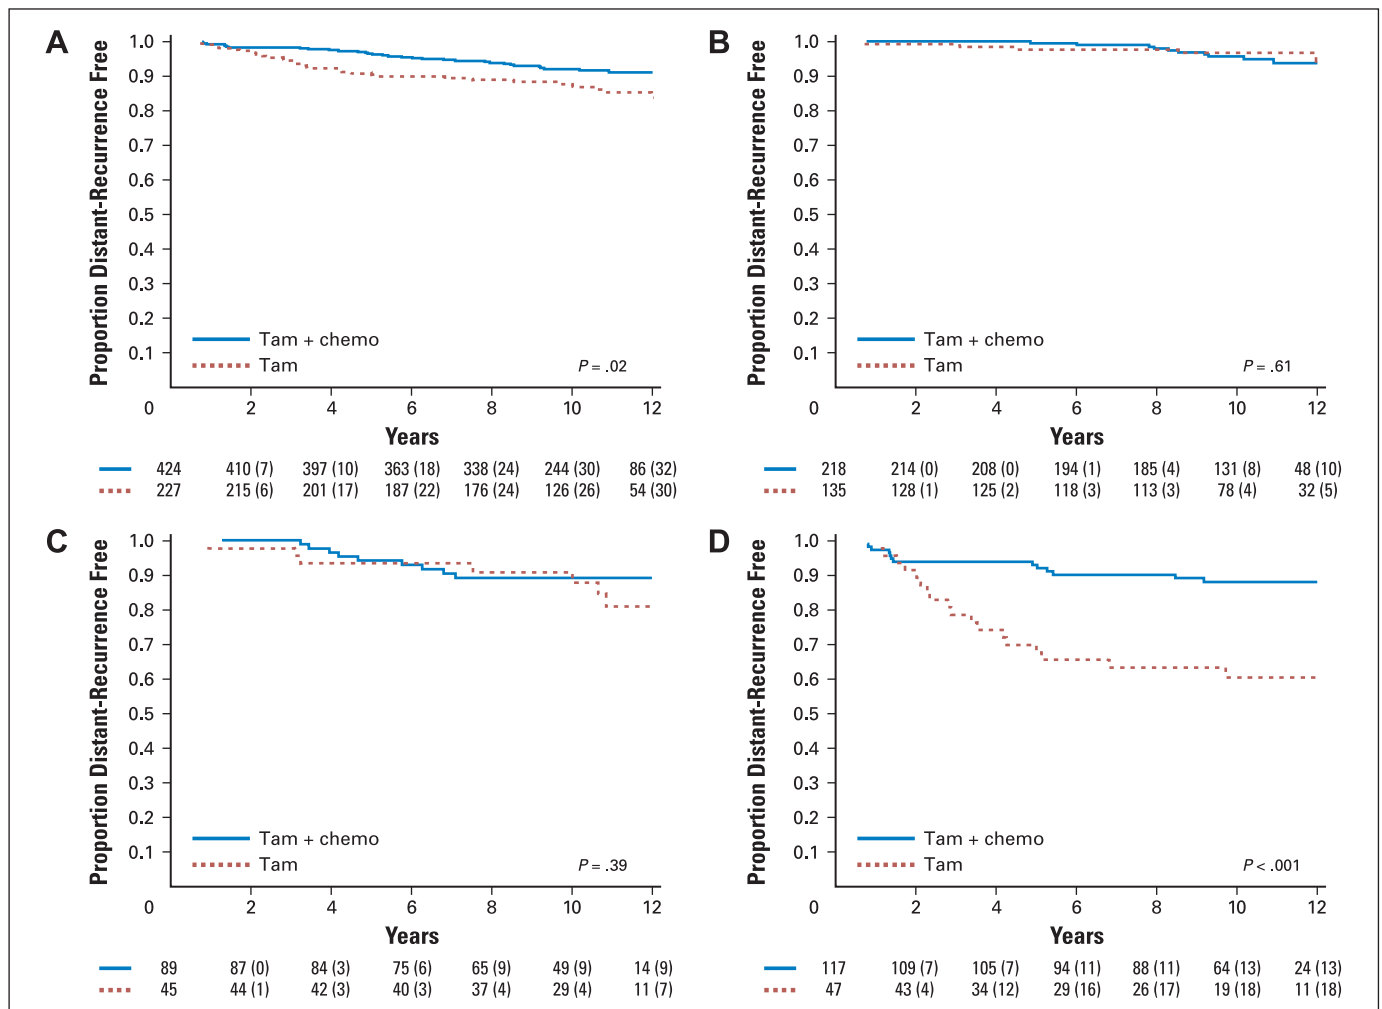 A
Proportion Distant-Recurrence Free
1.0
0.9
0.8
0.7
0.6
0.5
0.4
0.3
0.2
0.1
Tam + chemo
Tam
P = .02
0 2 4 6 8 10 12
Years
424 410 (7) 397 (10) 363 (18) 338 (24) 244 (30) 86 (32)
227 215 (6) 201 (17) 187 (22) 176 (24) 126 (26) 54 (30)
B
Proportion Distant-Recurrence Free
1.0
0.9
0.8
0.7
0.6
0.5
0.4
0.3
0.2
0.1
Tam + chemo
Tam
P = .61
0 2 4 6 8 10 12
Years
218 214 (0) 208 (0) 194 (1) 185 (4) 131 (8) 48 (10)
135 128 (1) 125 (2) 118 (3) 113 (3) 78 (4) 32 (5)
C
Proportion Distant-Recurrence Free
1.0
0.9
0.8
0.7
0.6
0.5
0.4
0.3
0.2
0.1
Tam + chemo
Tam
P = .39
0 2 4 6 8 10 12
Years
89 87 (0) 84 (3) 75 (6) 65 (9) 49 (9) 14 (9)
45 44 (1) 42 (3) 40 (3) 37 (4) 29 (4) 11 (7)
D
Proportion Distant-Recurrence Free
1.0
0.9
0.8
0.7
0.6
0.5
0.4
0.3
0.2
0.1
Tam + chemo
Tam
P < .001
0 2 4 6 8 10 12
Years
117 109 (7) 105 (7) 94 (11) 88 (11) 64 (13) 24 (13)
47 43 (4) 34 (12) 29 (16) 26 (17) 19 (18) 11 (18)